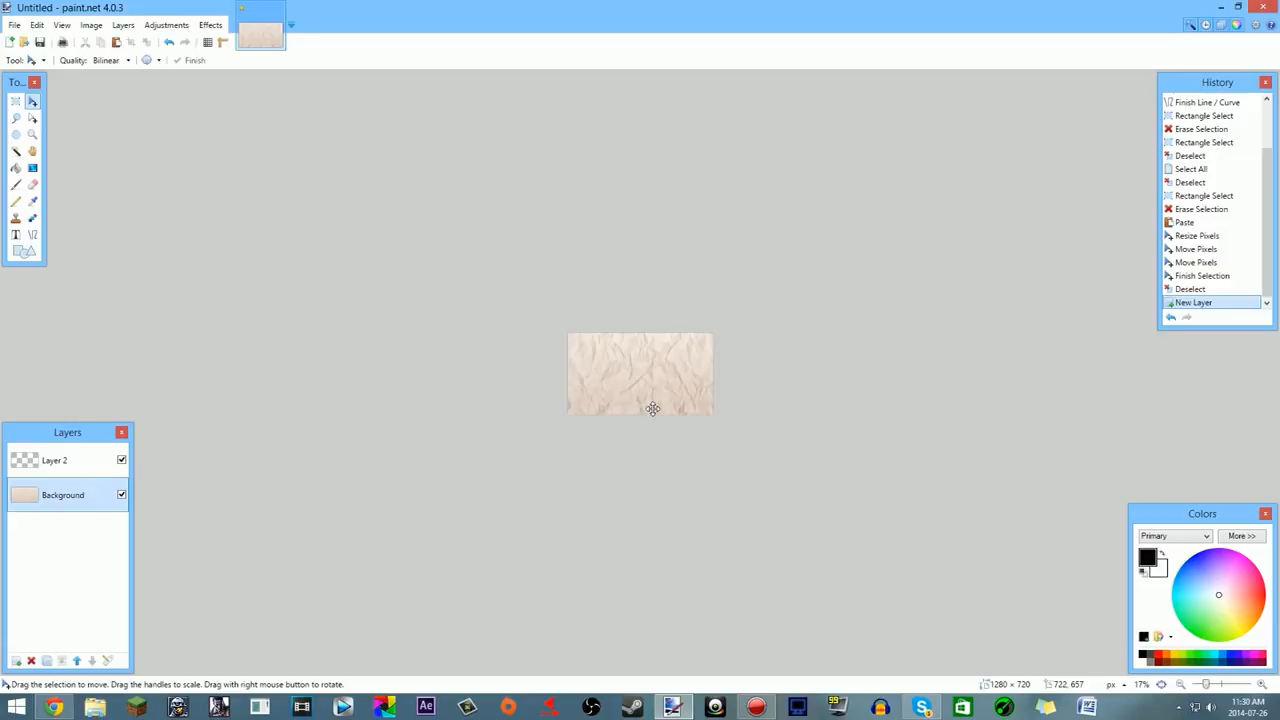 Untitled - paint.net 4.0.3
File Edit View Image Layers Adjustments Effects
Tool: Quality: Bilinear Finish
To...
History
Finish Line / Curve
Rectangle Select
Erase Selection
Rectangle Select
Deselect
Select All
Deselect
Rectangle Select
Erase Selection
Paste
Resize Pixels
Move Pixels
Move Pixels
Finish Selection
Deselect
New Layer
Layers
Layer 2
Background
Colors
Primary More >>
Drag the selection to move. Drag the handles to scale. Drag with right mouse button to rotate. 1280 × 720 722, 657 px 17%
Ae 99 11:30 AM
2014-07-26